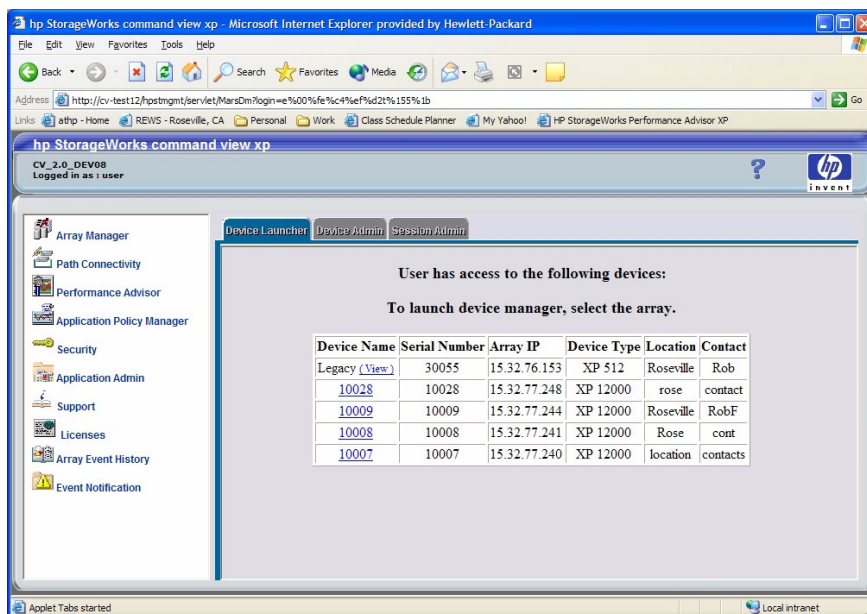 hp StorageWorks command view xp - Microsoft Internet Explorer provided by Hewlett-Packard
File Edit View Favorites Tools Help
Back Search Favorites Media
Address http://cv-test12/hpstmgmt/servlet/MarsDm?login=e%00%fe%c4%ef%d2t%155%1b Go
Links athp - Home REWS - Roseville, CA Personal Work Class Schedule Planner My Yahoo! HP StorageWorks Performance Advisor XP
hp StorageWorks command view xp
CV_2.0_DEV08
Logged in as : user
?
hp
invent
Device Launcher Device Admin Session Admin
Array Manager
Path Connectivity
Performance Advisor
Application Policy Manager
Security
Application Admin
Support
Licenses
Array Event History
Event Notification
User has access to the following devices:
To launch device manager, select the array.
Device Name Serial Number Array IP Device Type Location Contact
Legacy (View) 30055 15.32.76.153 XP 512 Roseville Rob
10028 10028 15.32.77.248 XP 12000 rose contact
10009 10009 15.32.77.244 XP 12000 Roseville RobF
10008 10008 15.32.77.241 XP 12000 Rose cont
10007 10007 15.32.77.240 XP 12000 location contacts
Applet Tabs started Local intranet